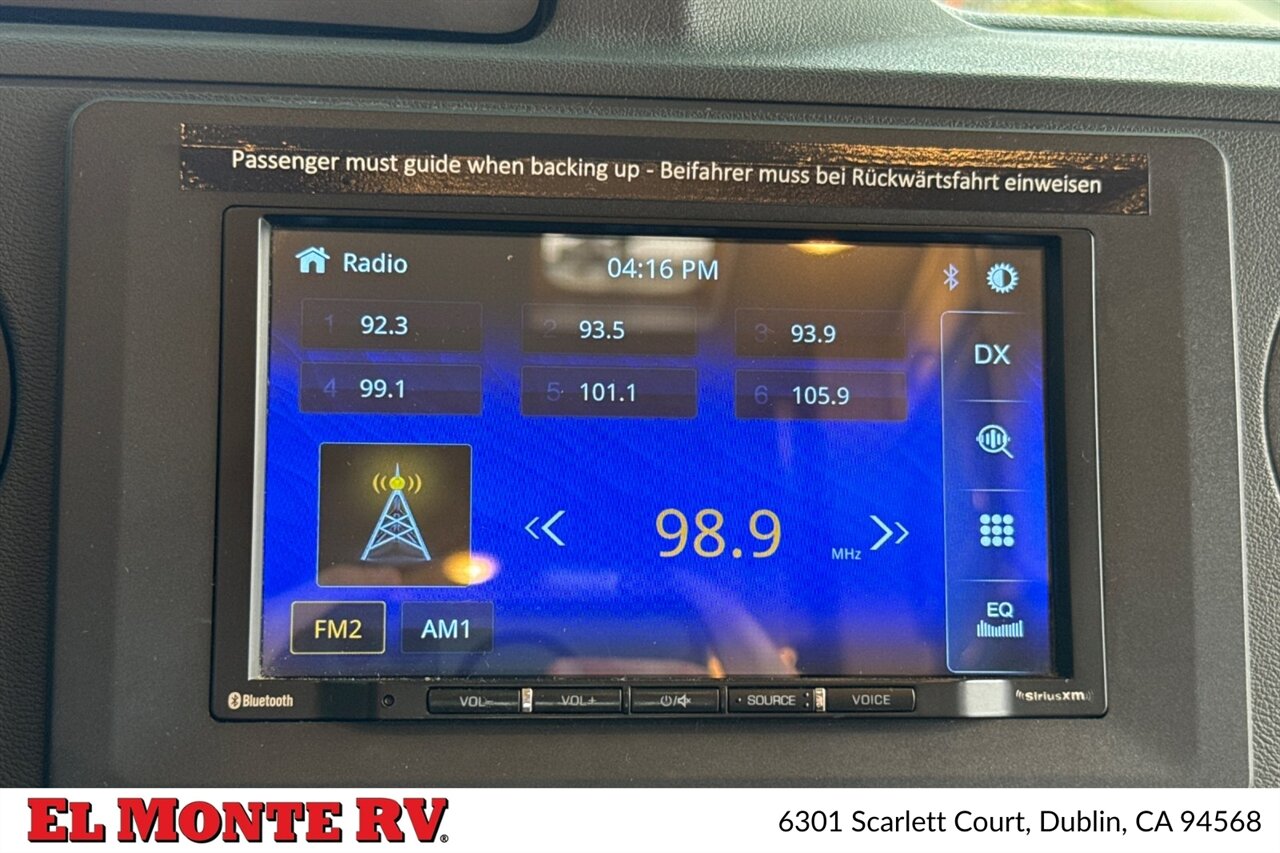 Passenger must guide when backing up - Beifahrer muss bei Rückwärtsfahrt einweisen
Radio 04:16 PM
1 92.3 2 93.5 3 93.9
DX
4 99.1 5 101.1 6 105.9
98.9 MHz
FM2 AM1 EQ
Bluetooth VOL- VOL+ SOURCE VOICE SiriusXM
EL MONTE RV® 6301 Scarlett Court, Dublin, CA 94568